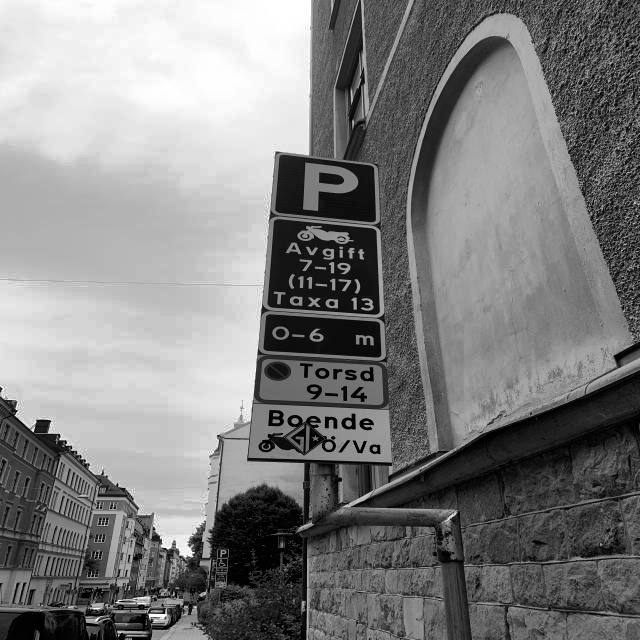 P
Avgift
7–19
(11–17)
Taxa 13
0–6 m
Torsd
9–14
Boende
Ö/Va